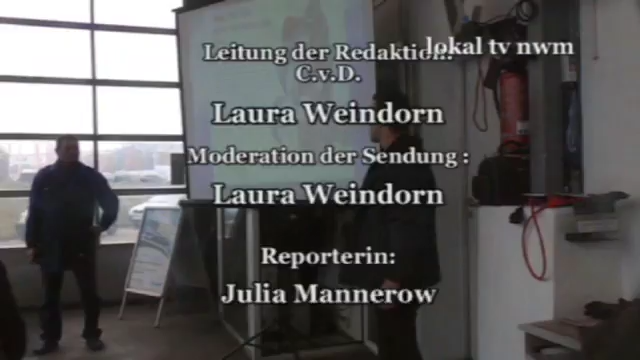 Leitung der Redaktion:
lokal tv nwm
C.v.D.
Laura Weindorn
Moderation der Sendung :
Laura Weindorn
Reporterin:
Julia Mannerow